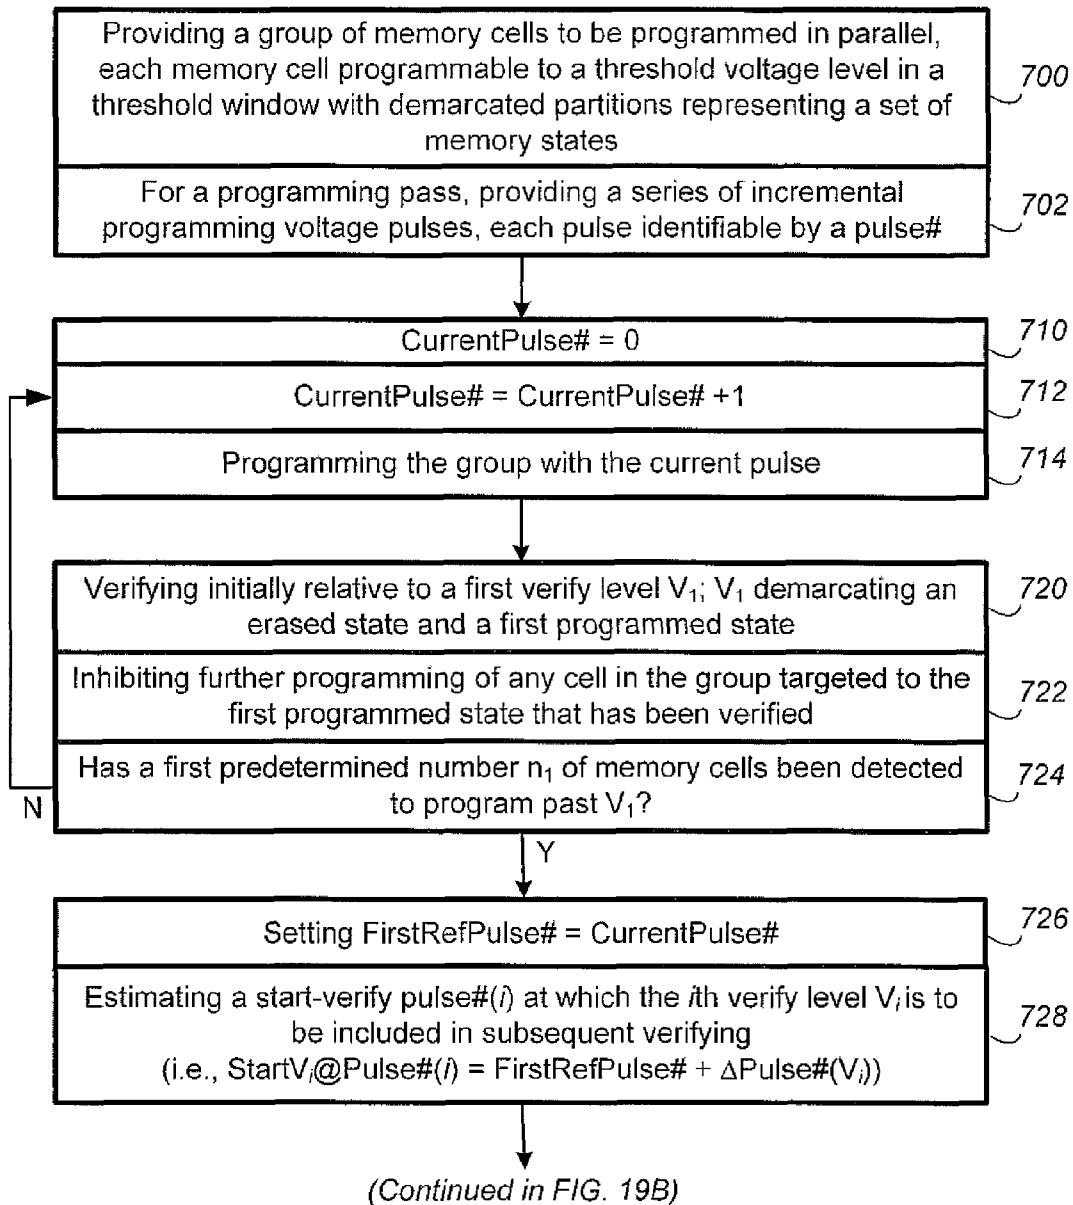 Providing a group of memory cells to be programmed in parallel,
each memory cell programmable to a threshold voltage level in a
threshold window with demarcated partitions representing a set of
memory states
700
For a programming pass, providing a series of incremental
programming voltage pulses, each pulse identifiable by a pulse#
702
CurrentPulse# = 0
710
CurrentPulse# = CurrentPulse# +1
712
Programming the group with the current pulse
714
Verifying initially relative to a first verify level V₁; V₁ demarcating an
erased state and a first programmed state
720
Inhibiting further programming of any cell in the group targeted to the
first programmed state that has been verified
722
Has a first predetermined number n₁ of memory cells been detected
to program past V₁?
724
N
Y
Setting FirstRefPulse# = CurrentPulse#
726
Estimating a start-verify pulse#(i) at which the ith verify level Vᵢ is to
be included in subsequent verifying
(i.e., StartVᵢ@Pulse#(i) = FirstRefPulse# + ΔPulse#(Vᵢ))
728
(Continued in FIG. 19B)